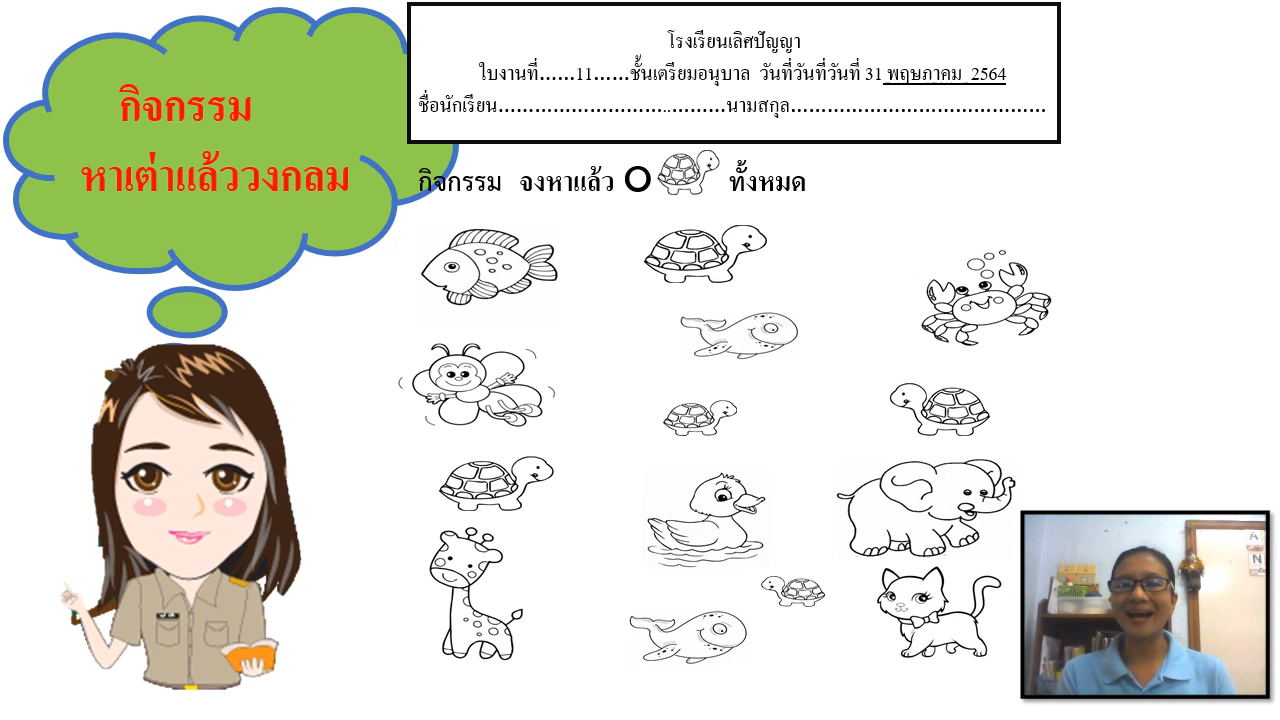 กิจกรรม
หาเต่าแล้ววงกลม
โรงเรียนเลิศปัญญา
ใบงานที่......11......ชั้นเตรียมอนุบาล วันที่วันที่วันที่ 31 พฤษภาคม 2564
ชื่อนักเรียน......................................นามสกุล..........................................
กิจกรรม จงหาแล้ว O ทั้งหมด
A
N